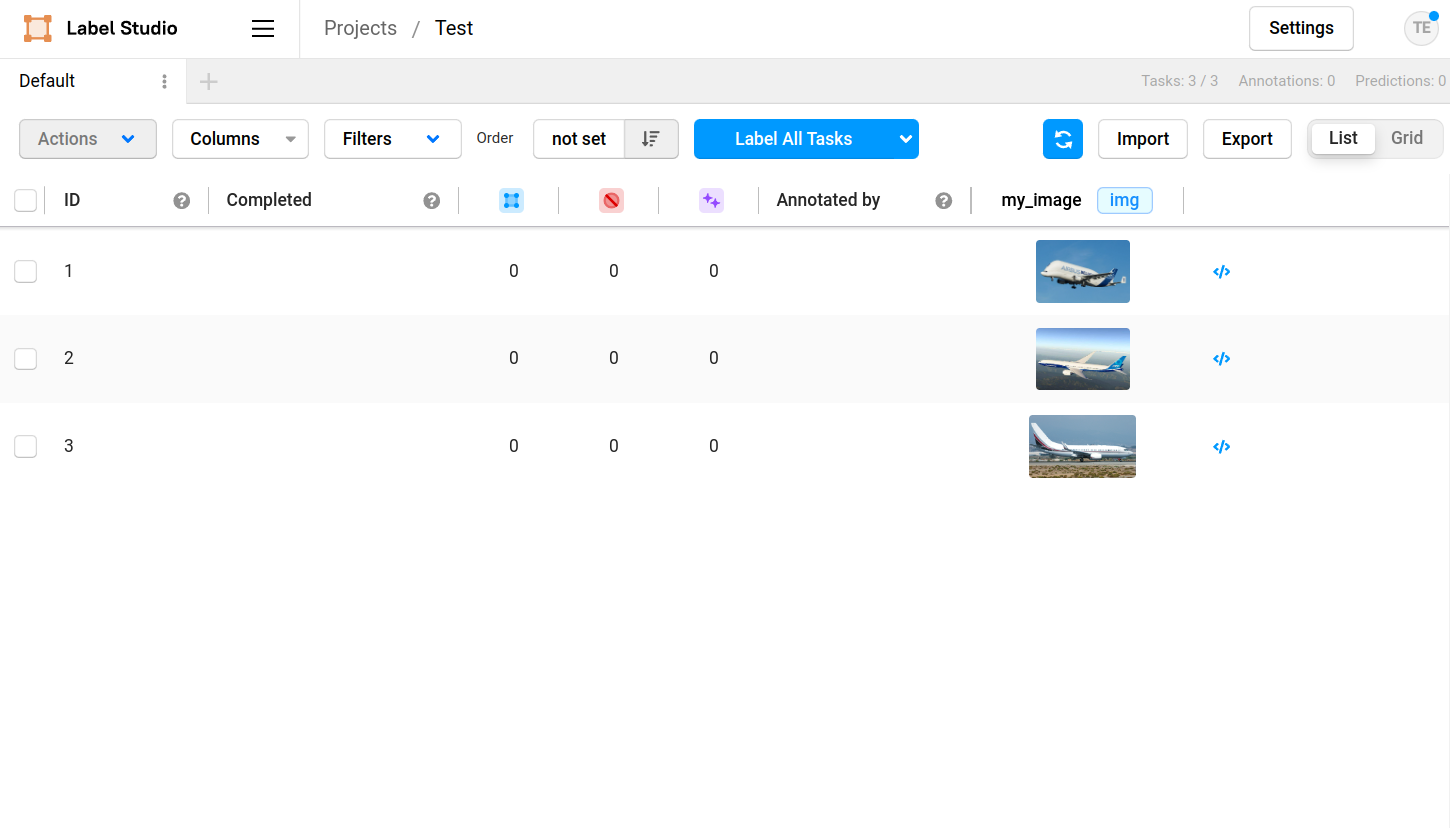 Label Studio Projects / Test Settings TE
Default Tasks: 3 / 3 Annotations: 0 Predictions: 0
Actions Columns Filters Order not set Label All Tasks Import Export List Grid
ID Completed Annotated by my_image img
1 0 0 0 AIRBUS </>
2 0 0 0 </>
3 0 0 0 </>